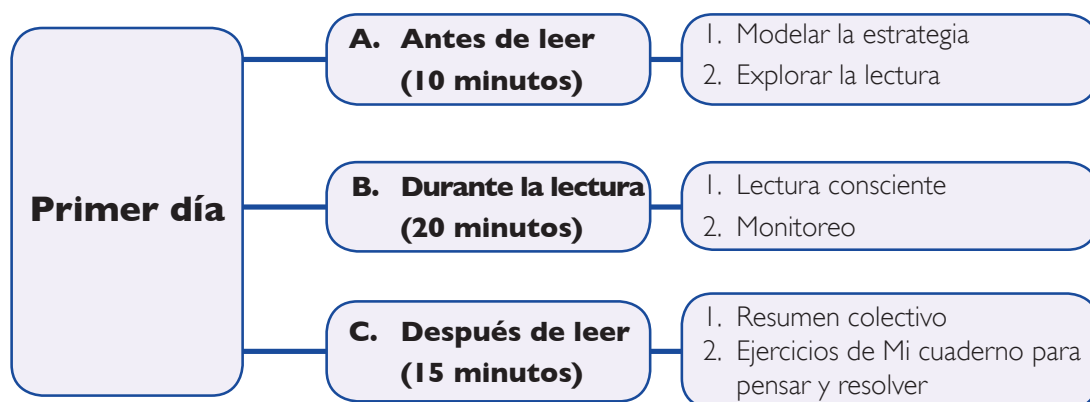 Primer día
A. Antes de leer
(10 minutos)
1. Modelar la estrategia
2. Explorar la lectura
B. Durante la lectura
(20 minutos)
1. Lectura consciente
2. Monitoreo
C. Después de leer
(15 minutos)
1. Resumen colectivo
2. Ejercicios de Mi cuaderno para
pensar y resolver